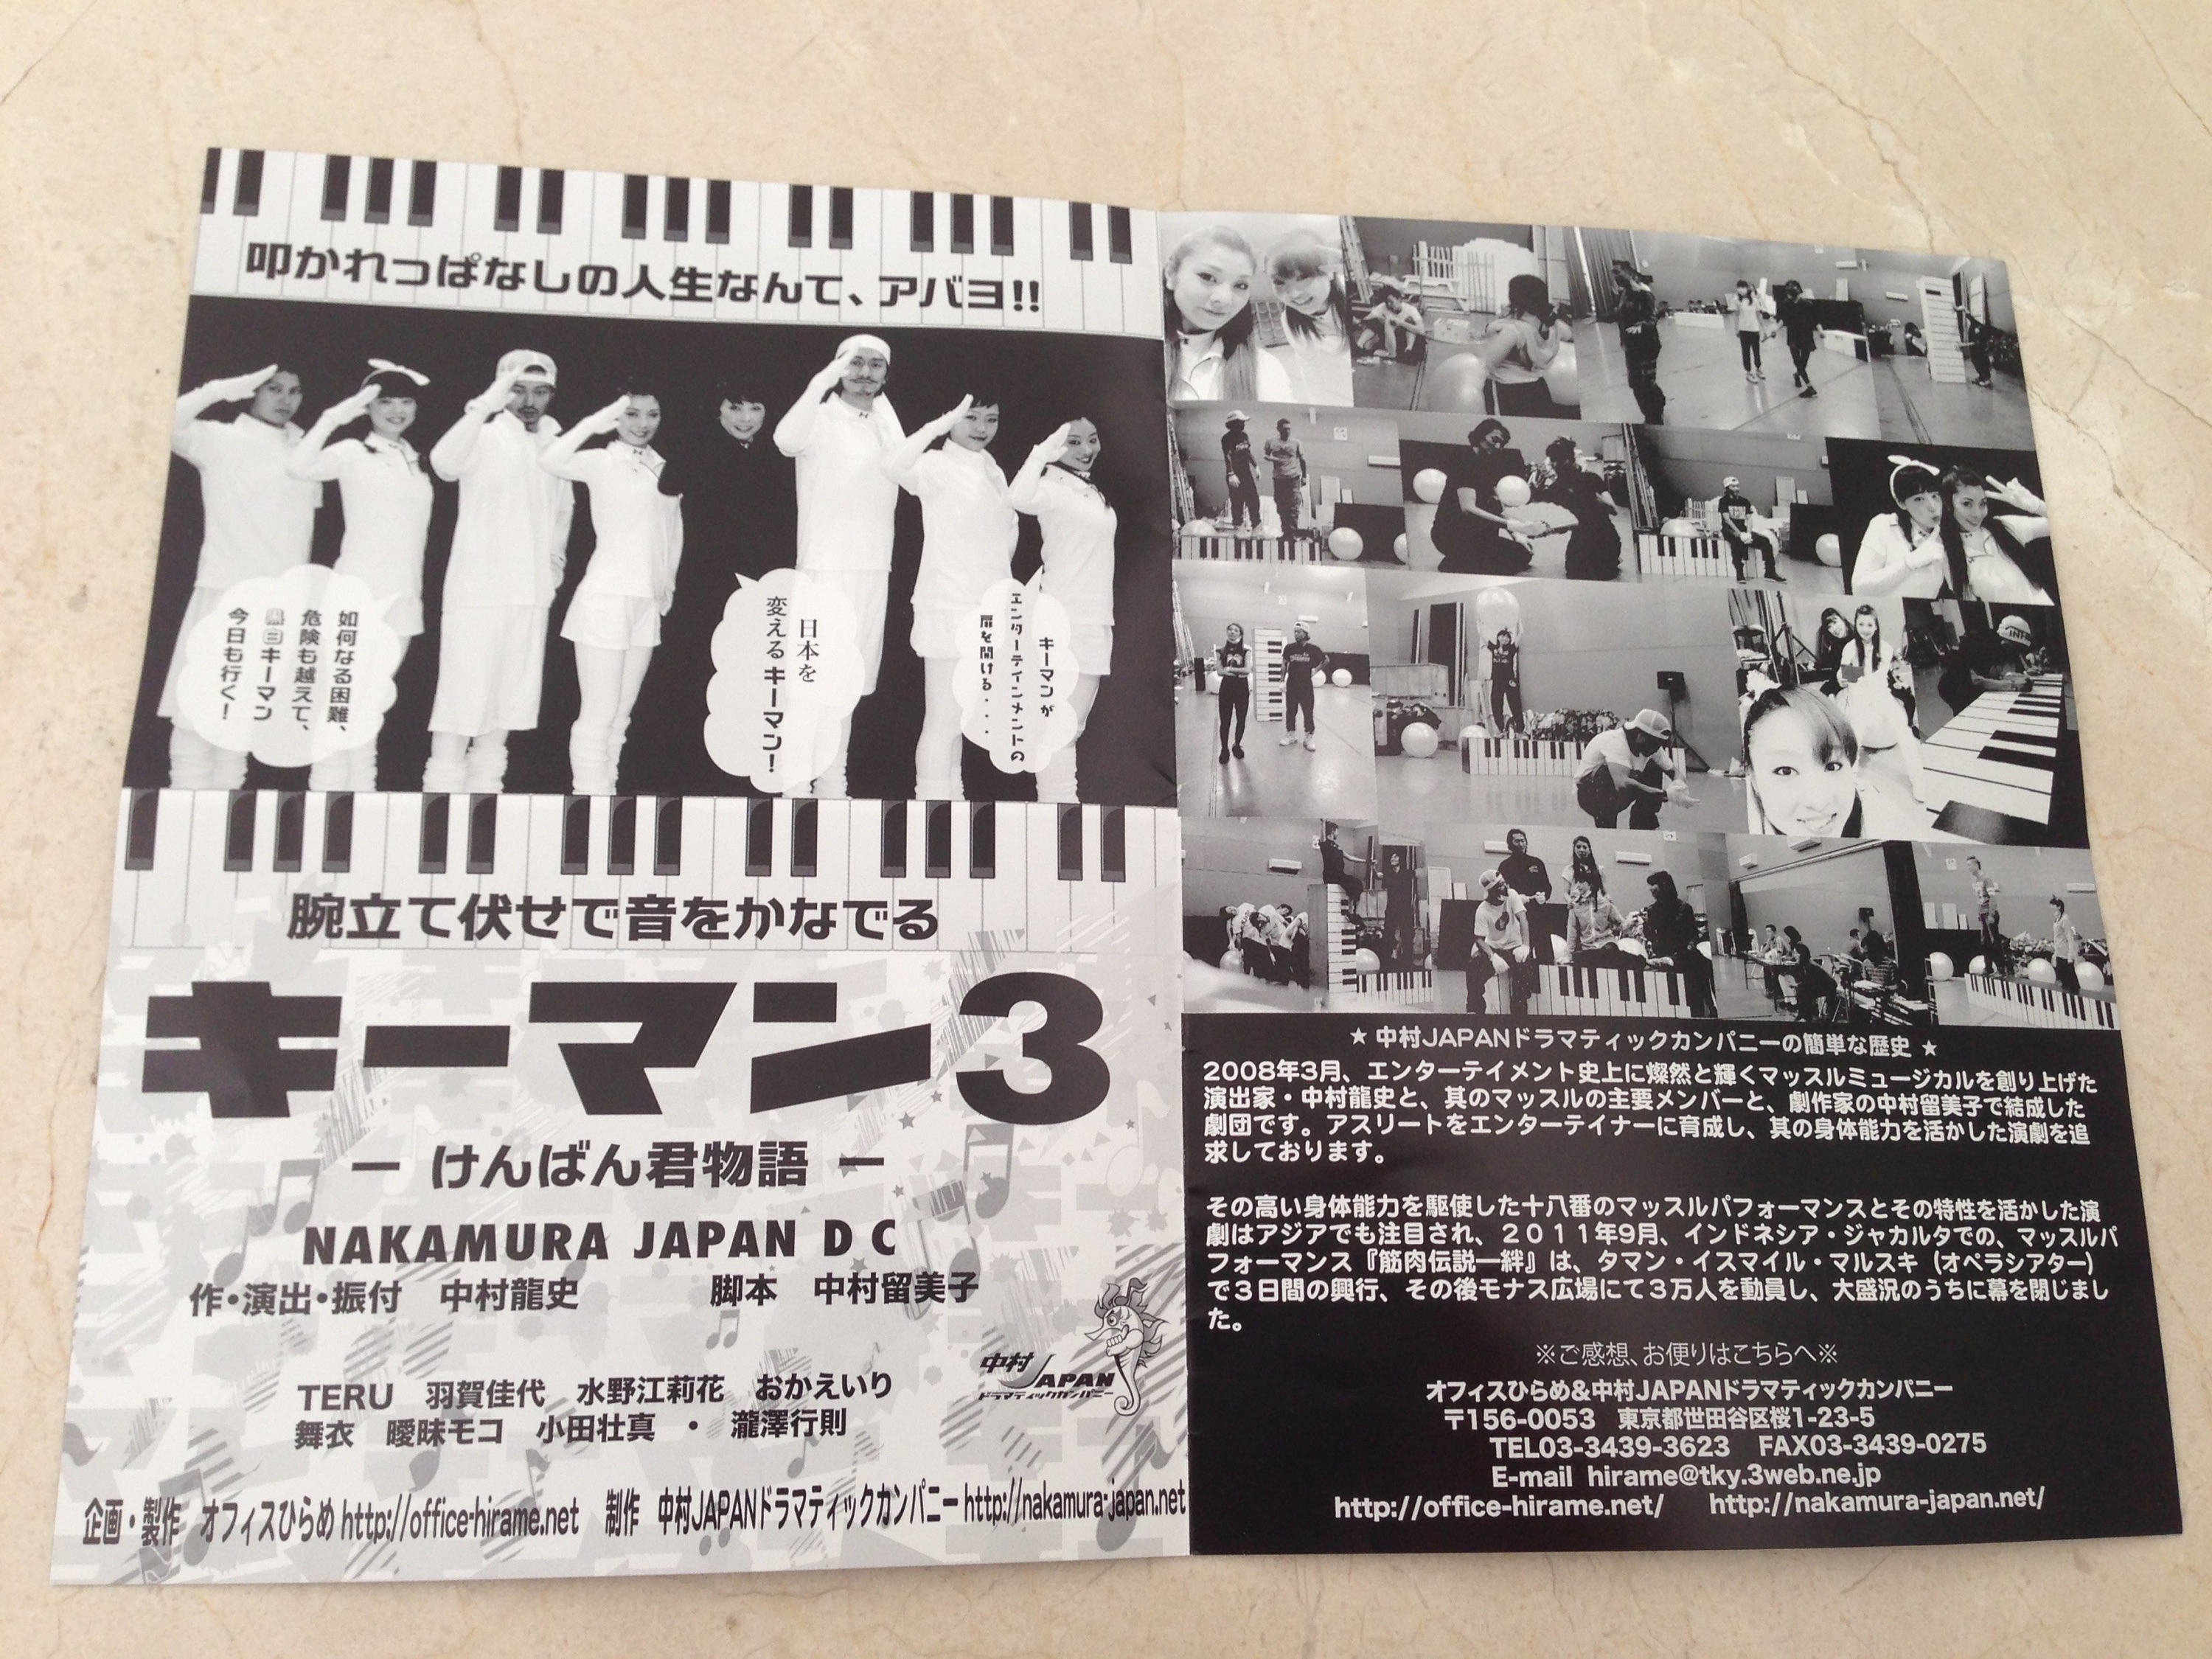 叩かれっぱなしの人生なんて、アバヨ!!
如何なる困難、
危険も越えて、
黒白キーマン
今日も行く!
日本を
変えるキーマン!
キーマンが
エンターテインメントの
扉を開ける・・・
腕立て伏せで音をかなでる
キーマン3
ー けんばん君物語 ー
NAKAMURA JAPAN D C
作・演出・振付 中村龍史 脚本 中村留美子
TERU 羽賀佳代 水野江莉花 おかえいり
舞衣 曖昧モコ 小田壮真 ・ 瀧澤行則
中村JAPAN
ドラマティックカンパニー
企画・製作 オフィスひらめ http://office-hirame.net 制作 中村JAPANドラマティックカンパニー http://nakamura-japan.net
★ 中村JAPANドラマティックカンパニーの簡単な歴史 ★
2008年3月、エンターテイメント史上に燦然と輝くマッスルミュージカルを創り上げた
演出家・中村龍史と、其のマッスルの主要メンバーと、劇作家の中村留美子で結成した
劇団です。アスリートをエンターテイナーに育成し、其の身体能力を活かした演劇を追
求しております。
その高い身体能力を駆使した十八番のマッスルパフォーマンスとその特性を活かした演
劇はアジアでも注目され、2011年9月、インドネシア・ジャカルタでの、マッスルパ
フォーマンス『筋肉伝説―絆』は、タマン・イスマイル・マルスキ（オペラシアター）
で3日間の興行、その後モナス広場にて3万人を動員し、大盛況のうちに幕を閉じまし
た。
※ご感想、お便りはこちらへ※
オフィスひらめ&中村JAPANドラマティックカンパニー
〒156-0053 東京都世田谷区桜1-23-5
TEL03-3439-3623 FAX03-3439-0275
E-mail hirame@tky.3web.ne.jp
http://office-hirame.net/ http://nakamura-japan.net/